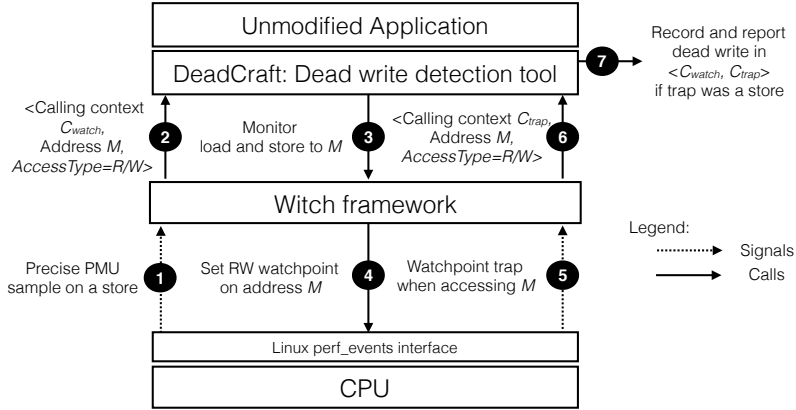 Unmodified Application
DeadCraft: Dead write detection tool
7
Record and report
dead write in
<Cwatch, Ctrap>
if trap was a store
<Calling context
Cwatch,
Address M,
AccessType=R/W>
2
Monitor
load and store to M
3
<Calling context Ctrap,
Address M,
AccessType=R/W>
6
Witch framework
Precise PMU
sample on a store
1
Set RW watchpoint
on address M
4
Watchpoint trap
when accessing M
5
Legend:
Signals
Calls
Linux perf_events interface
CPU